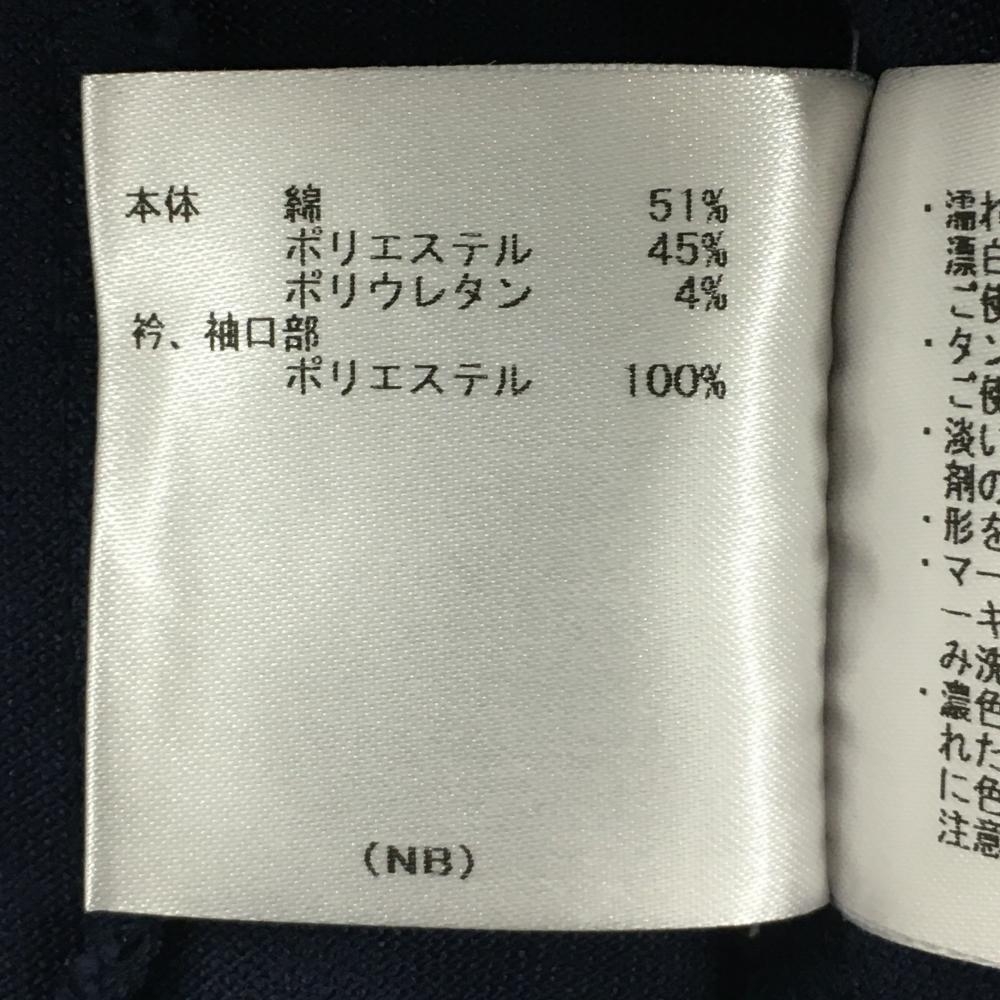 本体 綿 51%
ポリエステル 45%
ポリウレタン 4%
衿、袖口部
ポリエステル 100%
(NB)
・濡れ
漂白
ご使
・タン
ご使
・淡い
剤の
・形を
・マー
ーキ
み洗
・濃色
れた
に色
注意